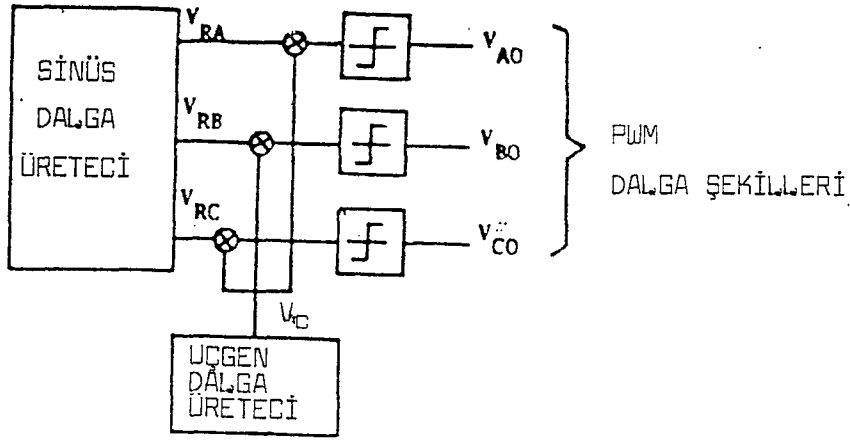 SİNÜS
DALGA
ÜRETECİ
V_RA
V_RB
V_RC
V_AO
V_BO
V_CO
PWM
DALGA ŞEKİLLERİ
V_C
UÇGEN
DALGA
ÜRETECİ